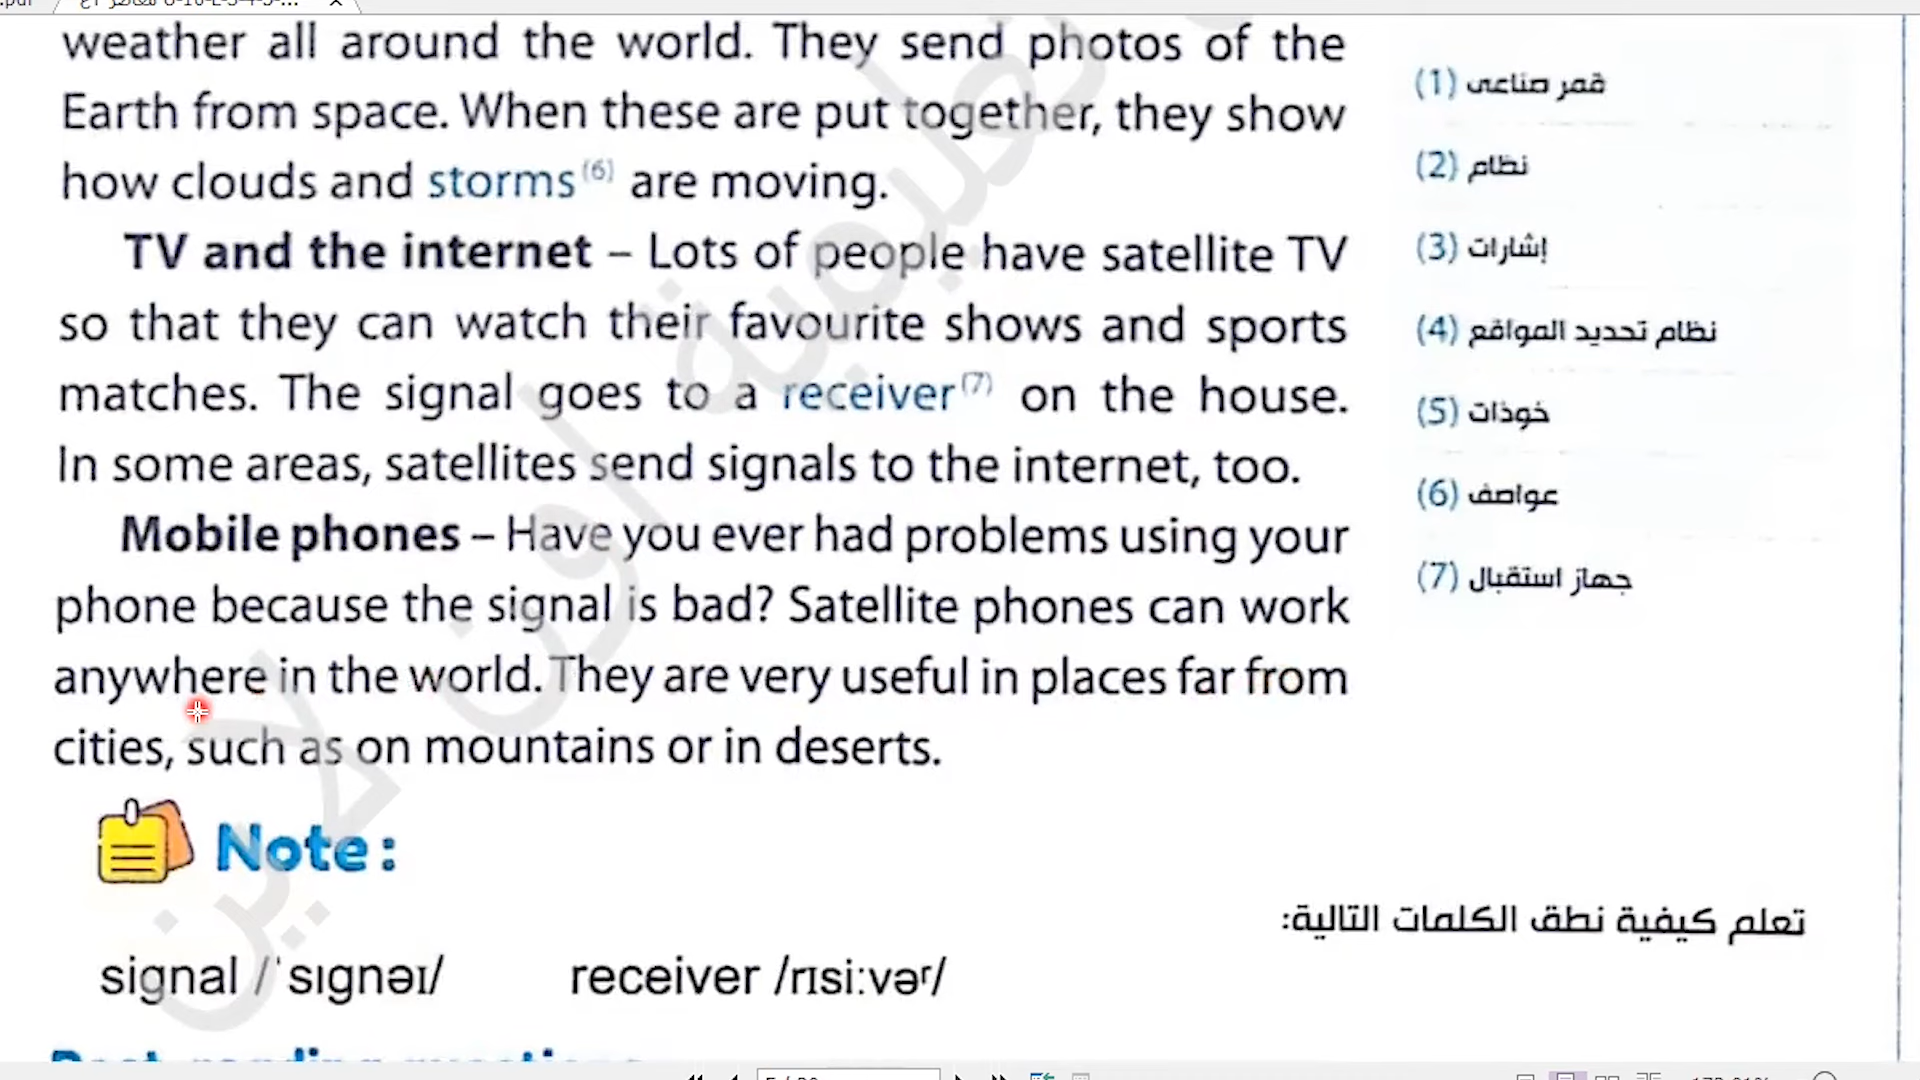 weather all around the world. They send photos of the
Earth from space. When these are put together, they show
how clouds and storms(6) are moving.
TV and the internet – Lots of people have satellite TV
so that they can watch their favourite shows and sports
matches. The signal goes to a receiver(7) on the house.
In some areas, satellites send signals to the internet, too.
Mobile phones – Have you ever had problems using your
phone because the signal is bad? Satellite phones can work
anywhere in the world. They are very useful in places far from
cities, such as on mountains or in deserts.
(1) قمر صناعى
(2) نظام
(3) إشارات
(4) نظام تحديد المواقع
(5) خوذات
(6) عواصف
(7) جهاز استقبال
Note:
تعلم كيفية نطق الكلمات التالية:
signal /ˈsɪgnəɪ/ receiver /rɪsiːvəʳ/